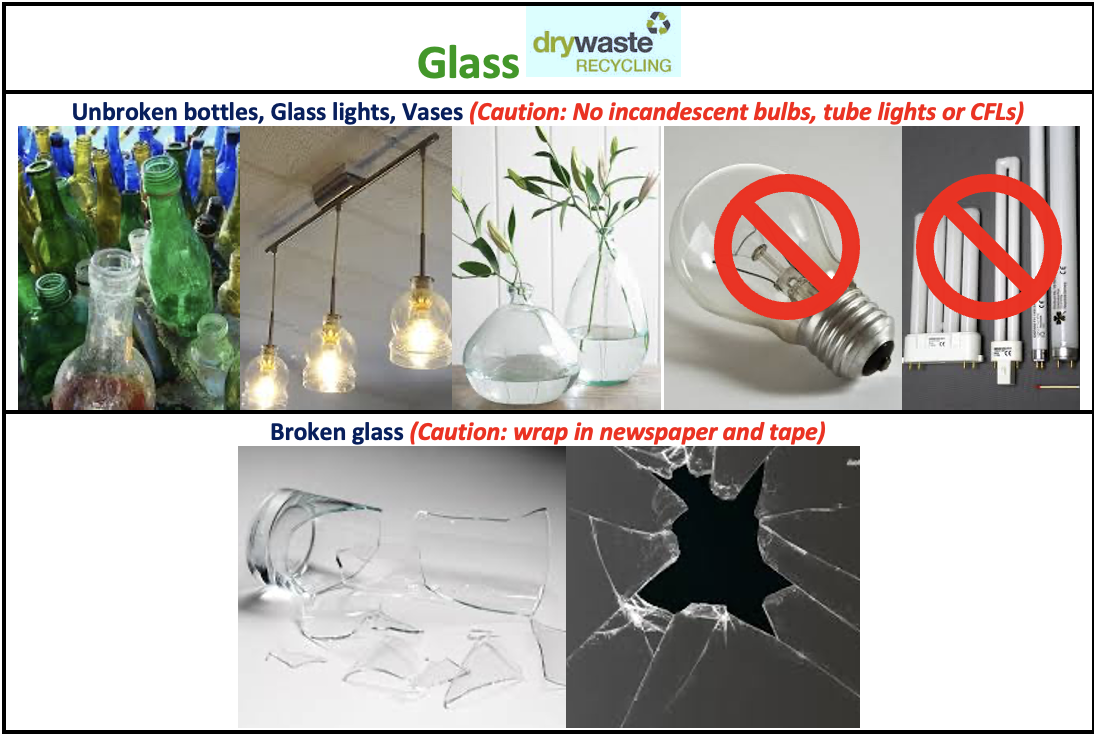 Glass
drywaste
RECYCLING
Unbroken bottles, Glass lights, Vases (Caution: No incandescent bulbs, tube lights or CFLs)
Broken glass (Caution: wrap in newspaper and tape)